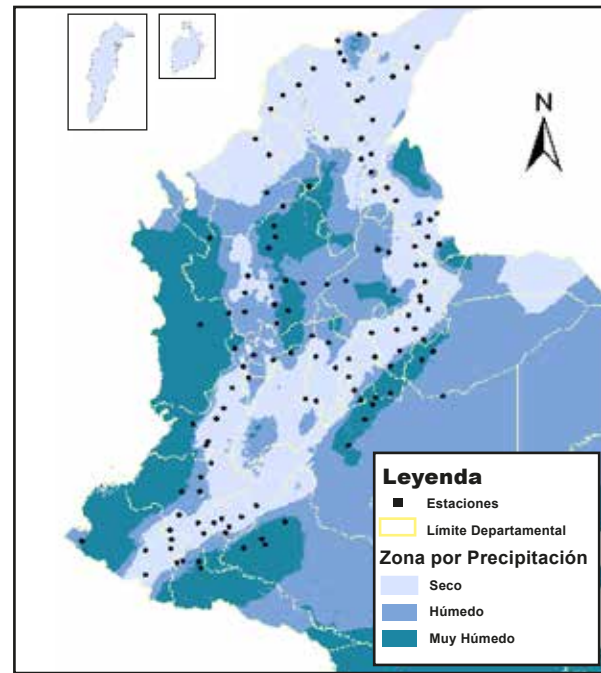 N
Leyenda
Estaciones
Límite Departamental
Zona por Precipitación
Seco
Húmedo
Muy Húmedo